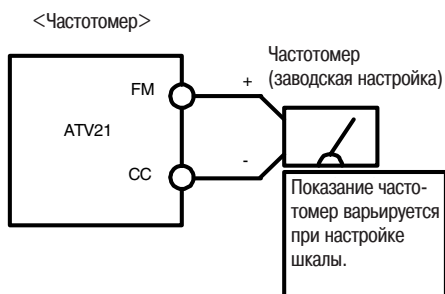 <Частотомер>
Частотомер
(заводская настройка)
FM
+
ATV21
CC
-
Показание часто-
томер варьируется
при настройке
шкалы.